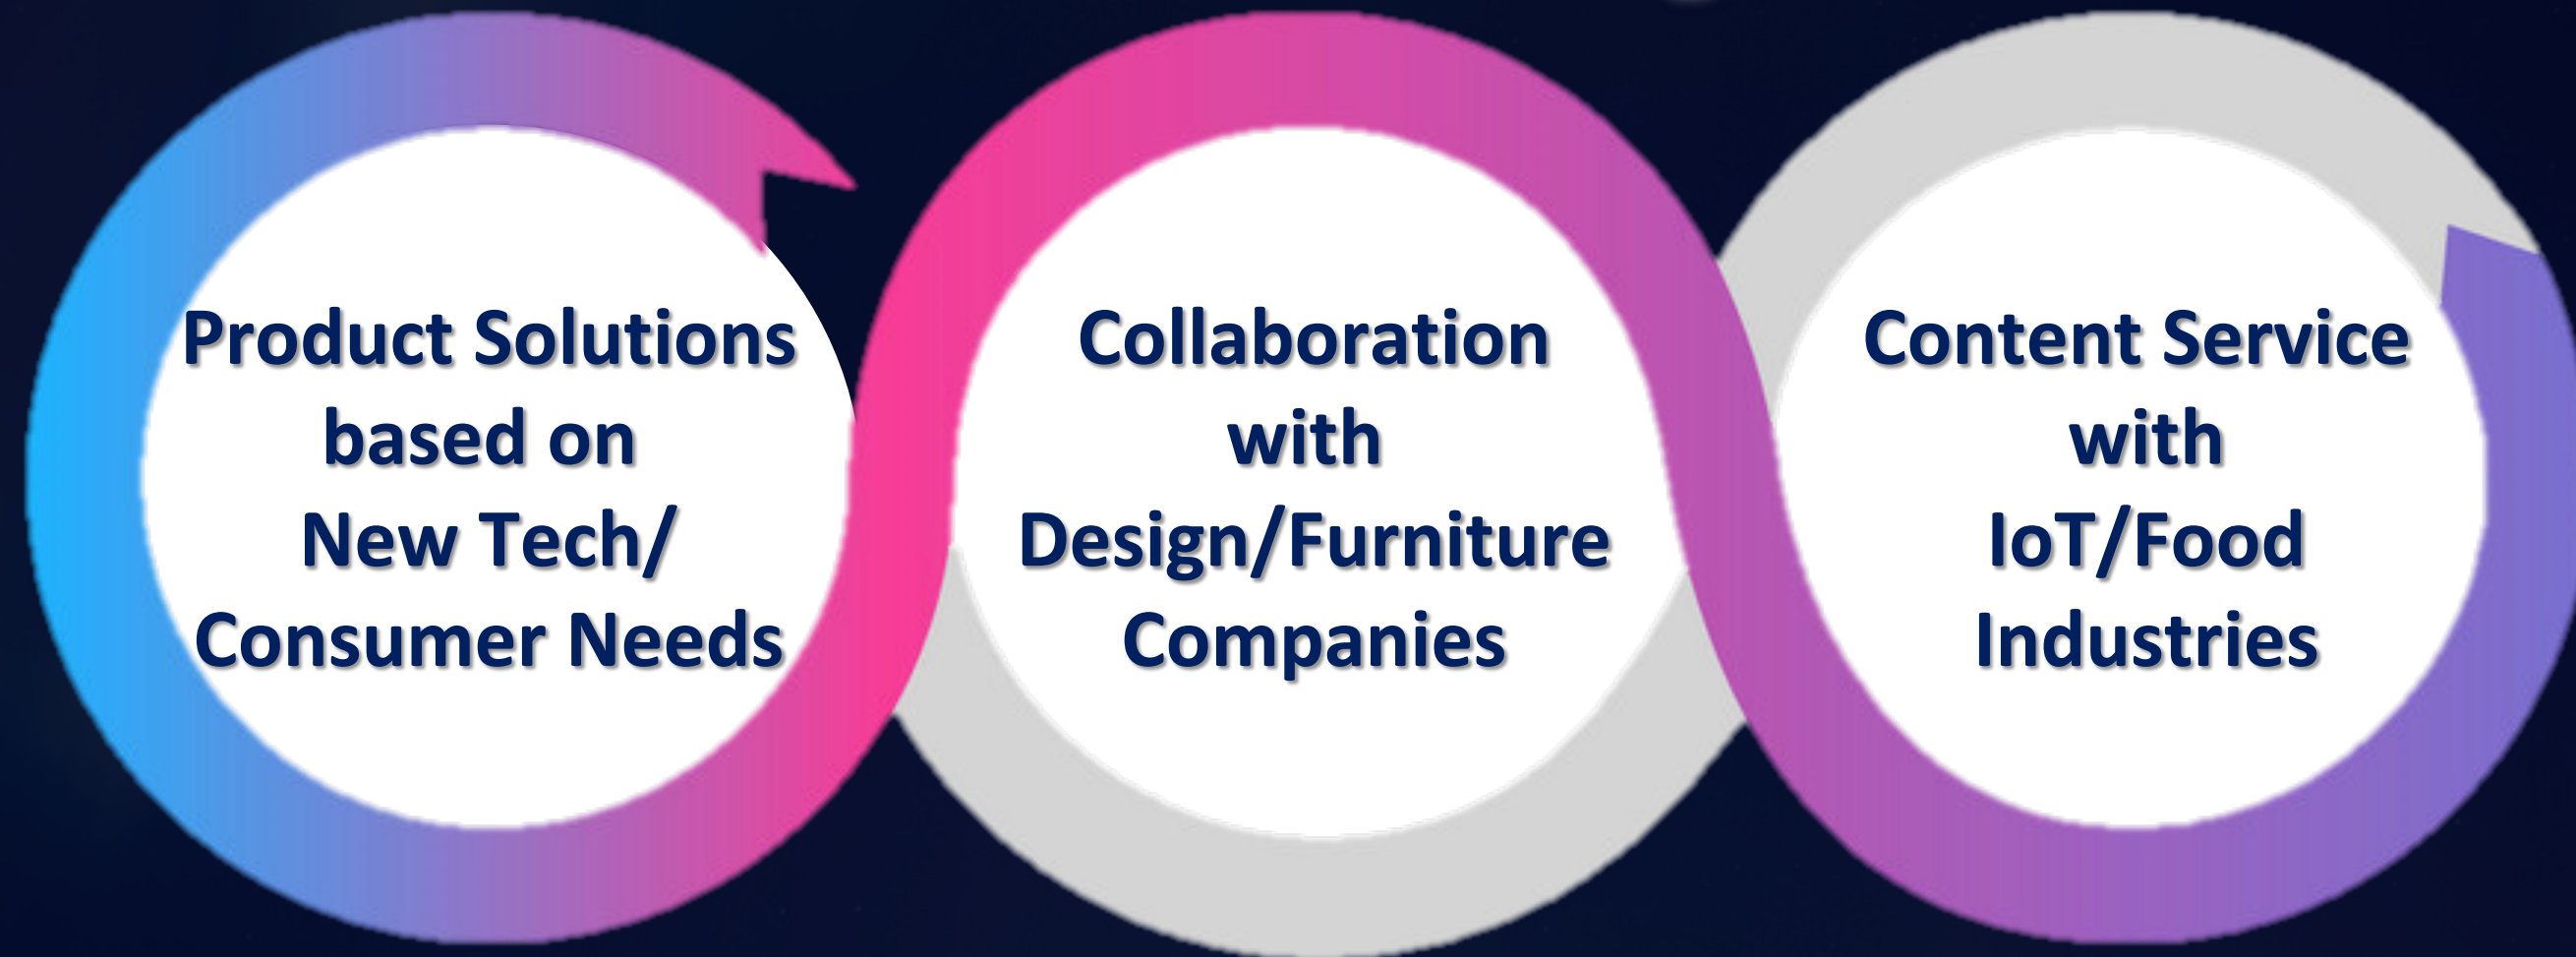 Product Solutions
based on
New Tech/
Consumer Needs
Collaboration
with
Design/Furniture
Companies
Content Service
with
IoT/Food
Industries